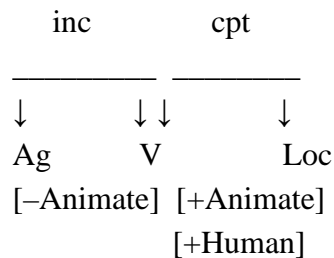 inc cpt
↓ ↓ ↓ ↓
Ag V Loc
[–Animate] [+Animate]
[+Human]